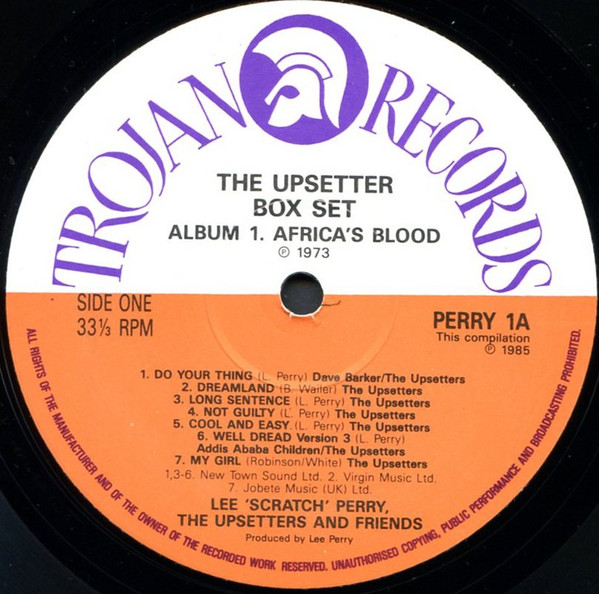 TROJAN RECORDS
THE UPSETTER
BOX SET
ALBUM 1. AFRICA'S BLOOD
℗ 1973
SIDE ONE
33⅓ RPM
PERRY 1A
This compilation
℗ 1985
1. DO YOUR THING (L. Perry) Dave Barker/The Upsetters
2. DREAMLAND (B. Wailer) The Upsetters
3. LONG SENTENCE (L. Perry) The Upsetters
4. NOT GUILTY (L. Perry) The Upsetters
5. COOL AND EASY. (L. Perry) The Upsetters
6. WELL DREAD Version 3 (L. Perry)
Addis Ababa Children/The Upsetters
7. MY GIRL (Robinson/White) The Upsetters
1,3-6. New Town Sound Ltd. 2. Virgin Music Ltd.
7. Jobete Music (UK) Ltd.
LEE 'SCRATCH' PERRY,
THE UPSETTERS AND FRIENDS
Produced by Lee Perry
ALL RIGHTS OF THE MANUFACTURER AND OF THE OWNER OF THE RECORDED WORK RESERVED. UNAUTHORISED COPYING, PUBLIC PERFORMANCE AND BROADCASTING PROHIBITED.